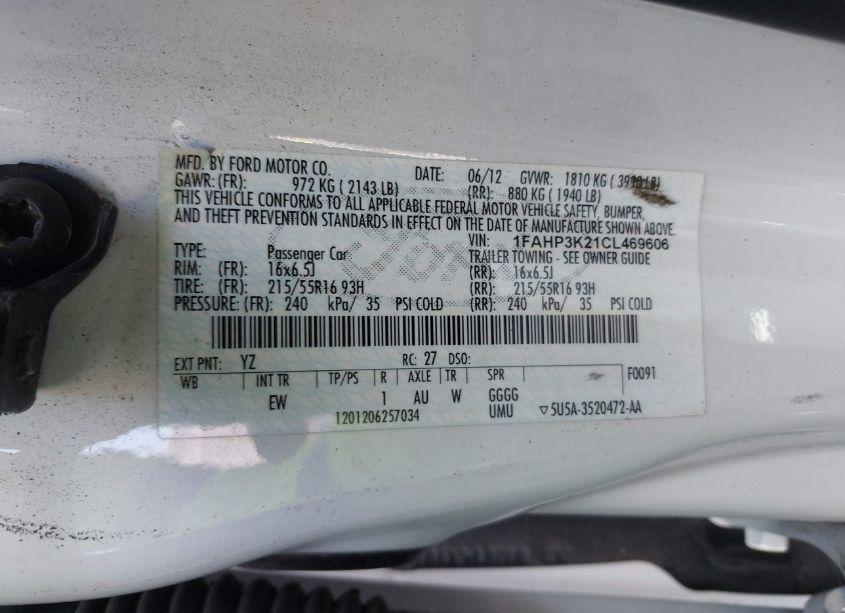 MFD. BY FORD MOTOR CO. DATE: 06/12 GVWR: 1810 KG ( 3990 LB)
GAWR: (FR): 972 KG ( 2143 LB) (RR): 880 KG ( 1940 LB)
THIS VEHICLE CONFORMS TO ALL APPLICABLE FEDERAL MOTOR VEHICLE SAFETY, BUMPER,
AND THEFT PREVENTION STANDARDS IN EFFECT ON THE DATE OF MANUFACTURE SHOWN ABOVE.
VIN: 1FAHP3K21CL469606
TYPE: Passenger Car TRAILER TOWING - SEE OWNER GUIDE
RIM: (FR): 16x6.5J (RR): 16x6.5J
TIRE: (FR): 215/55R16 93H (RR): 215/55R16 93H
PRESSURE: (FR): 240 kPa/ 35 PSI COLD (RR): 240 kPa/ 35 PSI COLD
EXT PNT: YZ RC: 27 DSO:
WB INT TR TP/PS R AXLE TR SPR F0091
EW 1 AU W GGGG
1201206257034 UMU ▽5U5A-3520472-AA